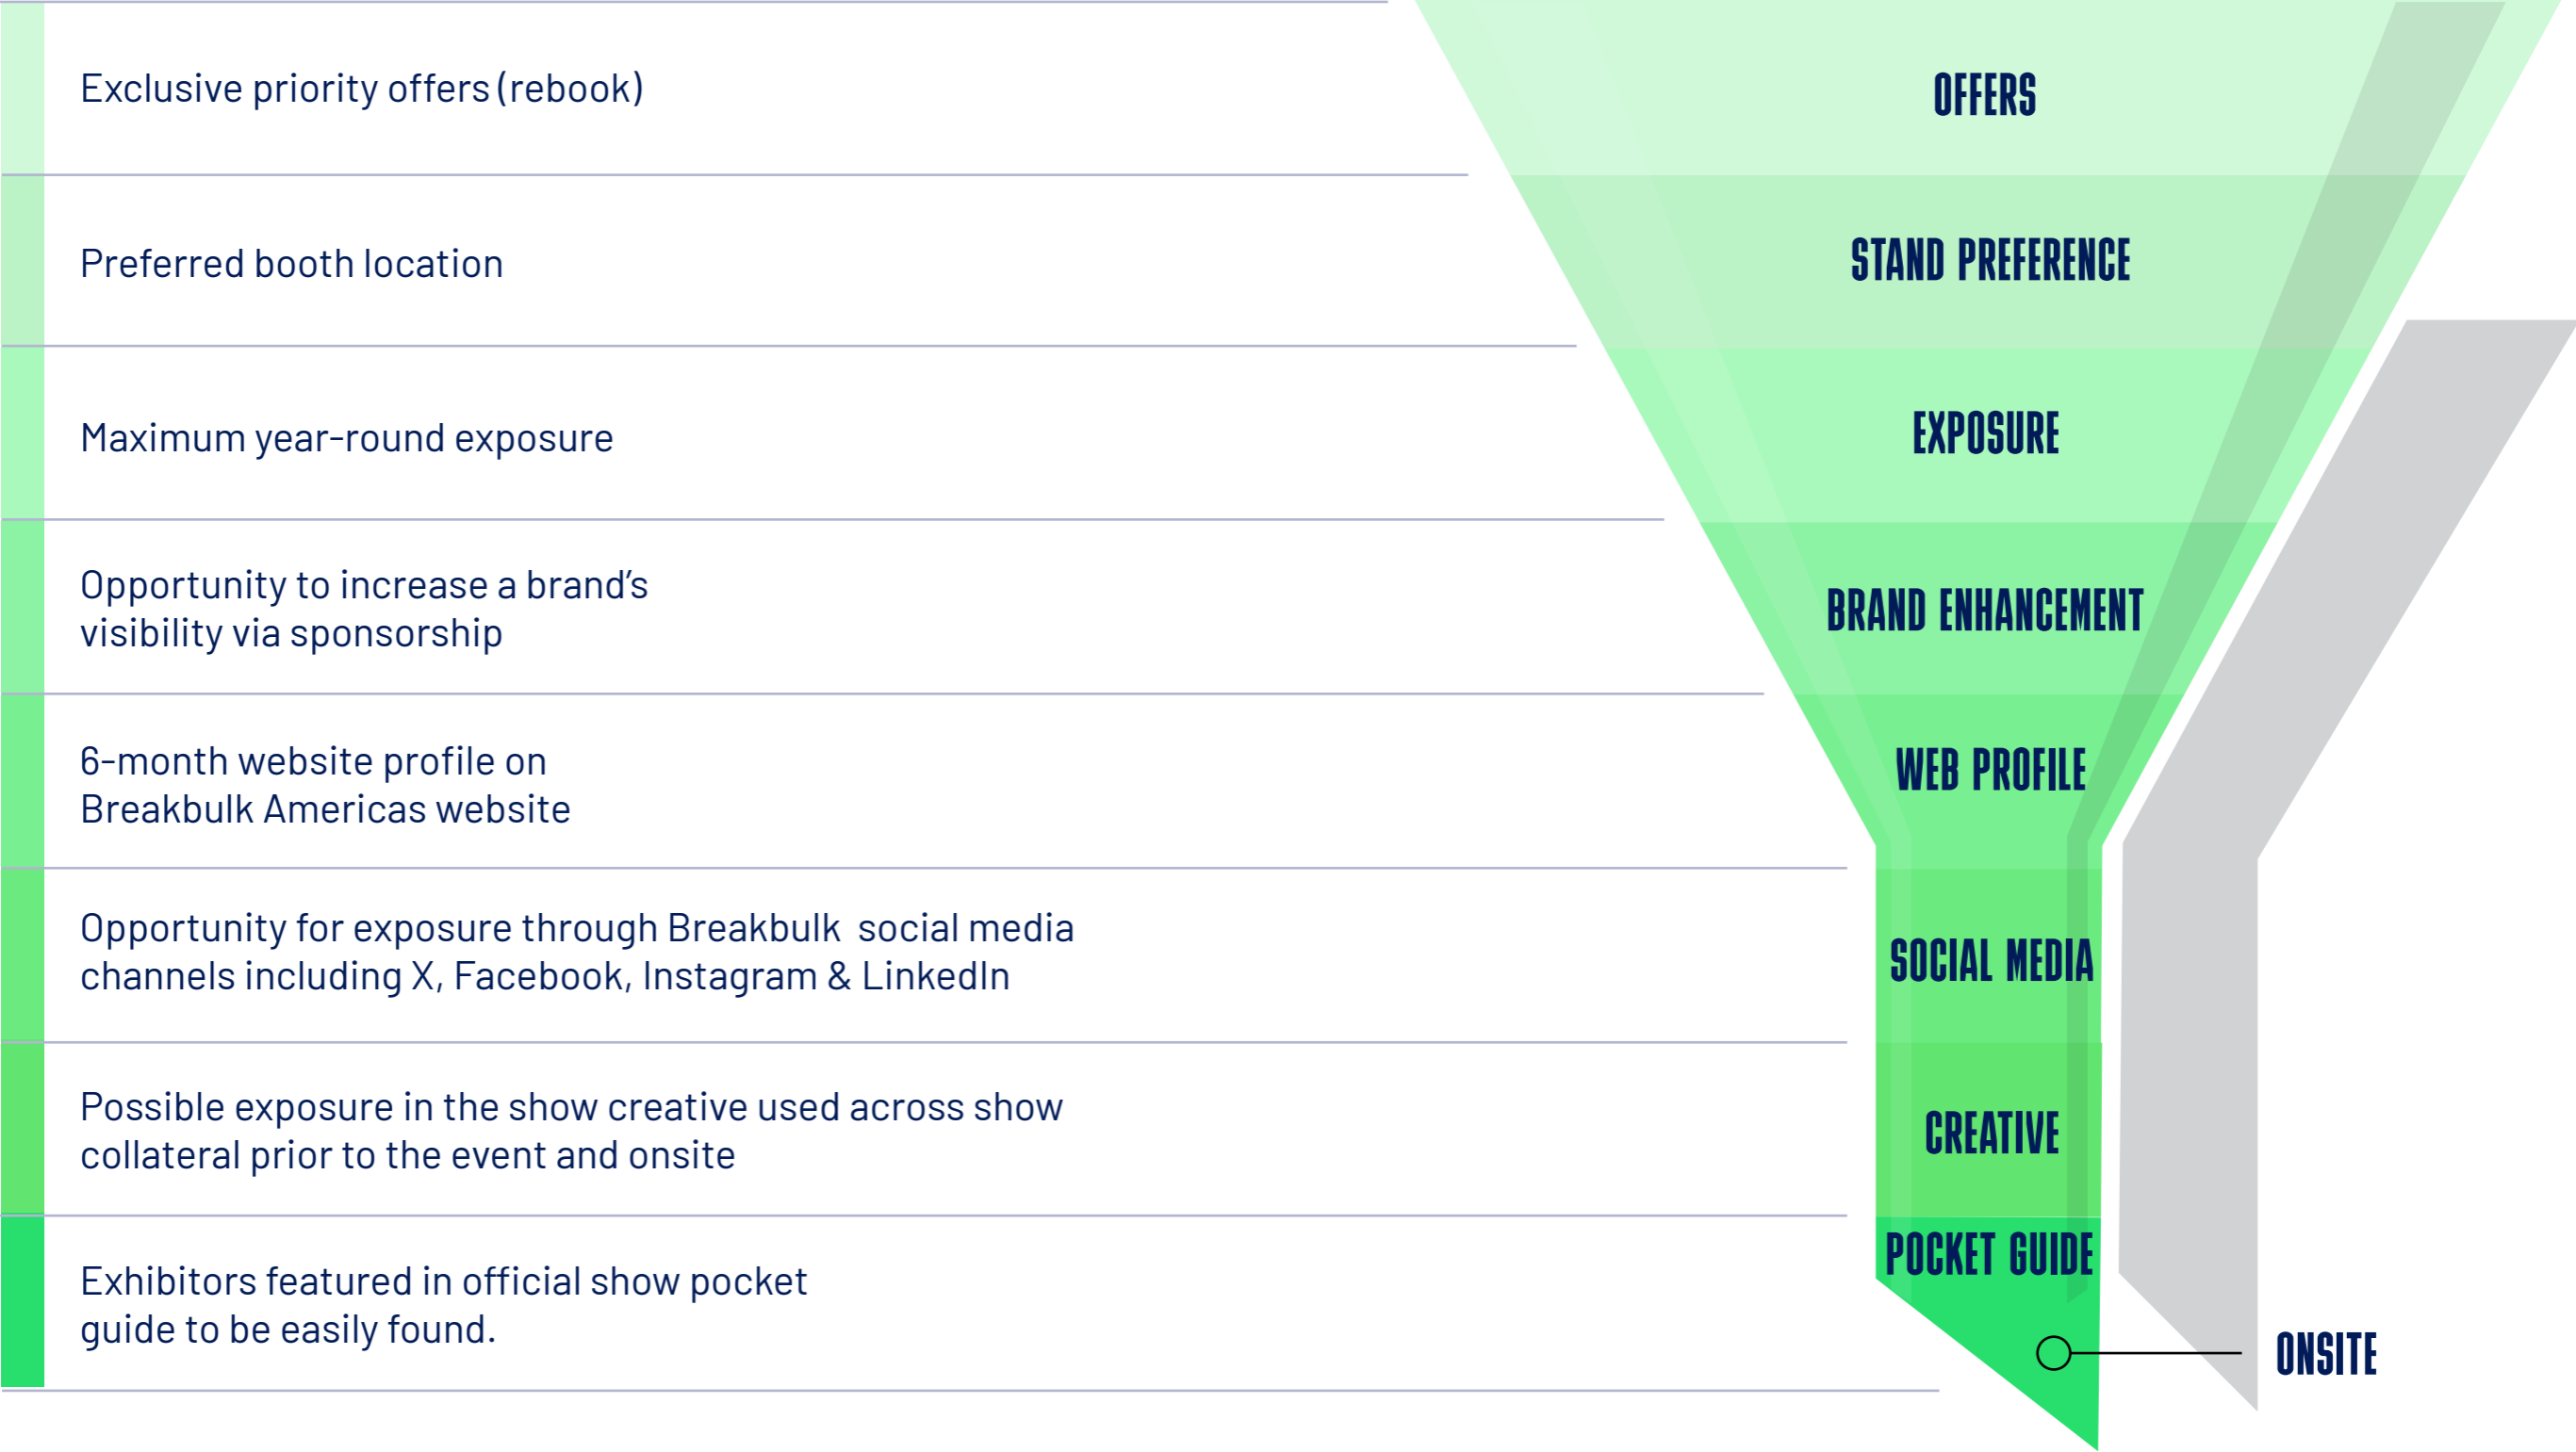 Exclusive priority offers (rebook)
OFFERS
Preferred booth location
STAND PREFERENCE
Maximum year-round exposure
EXPOSURE
Opportunity to increase a brand’s
visibility via sponsorship
BRAND ENHANCEMENT
6-month website profile on
Breakbulk Americas website
WEB PROFILE
Opportunity for exposure through Breakbulk  social media
channels including X, Facebook, Instagram & LinkedIn
SOCIAL MEDIA
Possible exposure in the show creative used across show
collateral prior to the event and onsite
CREATIVE
Exhibitors featured in official show pocket
guide to be easily found.
POCKET GUIDE
ONSITE